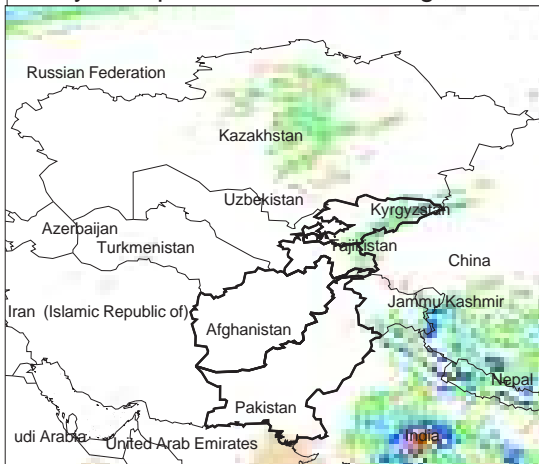 Russian Federation
Kazakhstan
Uzbekistan
Kyrgyzstan
Azerbaijan
Turkmenistan
Tajikistan
China
Jammu Kashmir
Iran (Islamic Republic of)
Afghanistan
Nepal
Pakistan
India
udi Arabia
United Arab Emirates